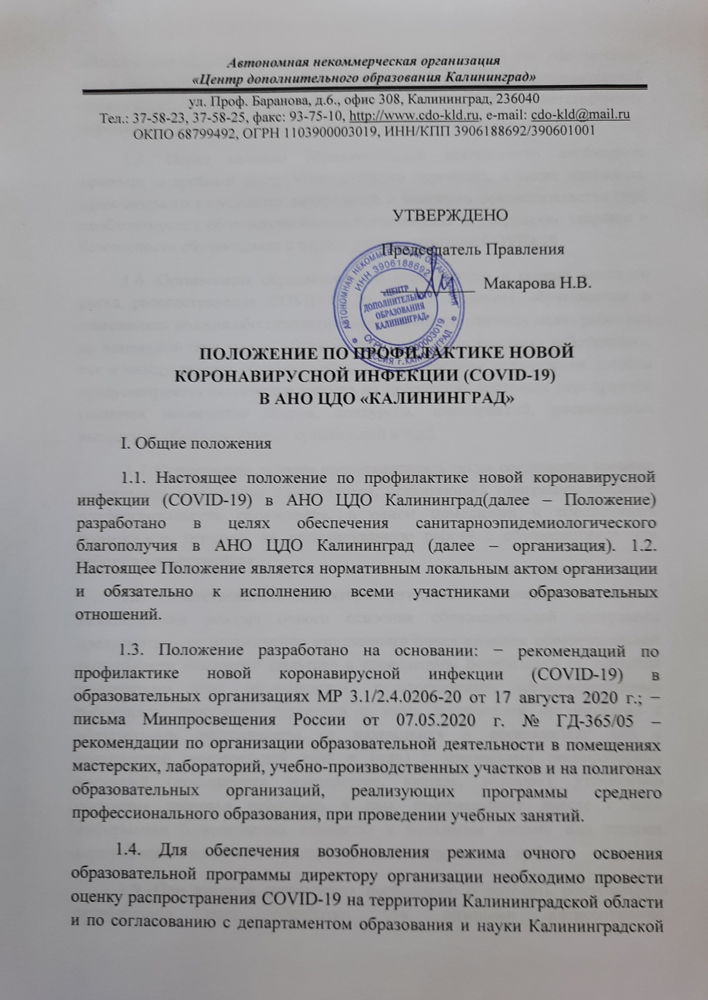 Автономная некоммерческая организация
«Центр дополнительного образования Калининград»
ул. Проф. Баранова, д.6., офис 308, Калининград, 236040
Тел.: 37-58-23, 37-58-25, факс: 93-75-10, http://www.cdo-kld.ru, e-mail: cdo-kld@mail.ru
ОКПО 68799492, ОГРН 1103900003019, ИНН/КПП 3906188692/390601001
УТВЕРЖДЕНО
Председатель Правления
Макарова Н.В.
АВТОНОМНАЯ НЕКОММЕРЧЕСКАЯ ОРГАНИЗАЦИЯ
ИНН 3906188692
«ЦЕНТР
ДОПОЛНИТЕЛЬНОГО
ОБРАЗОВАНИЯ
КАЛИНИНГРАД»
ОГРН 1103900003019
РОССИЯ г.КАЛИНИНГРАД
ПОЛОЖЕНИЕ ПО ПРОФИЛАКТИКЕ НОВОЙ
КОРОНАВИРУСНОЙ ИНФЕКЦИИ (COVID-19)
В АНО ЦДО «КАЛИНИНГРАД»
I. Общие положения
1.1. Настоящее положение по профилактике новой коронавирусной
инфекции (COVID-19) в АНО ЦДО Калининград(далее – Положение)
разработано в целях обеспечения санитарноэпидемиологического
благополучия в АНО ЦДО Калининград (далее – организация). 1.2.
Настоящее Положение является нормативным локальным актом организации
и обязательно к исполнению всеми участниками образовательных
отношений.
1.3. Положение разработано на основании: − рекомендаций по
профилактике новой коронавирусной инфекции (COVID-19) в
образовательных организациях МР 3.1/2.4.0206-20 от 17 августа 2020 г.; −
письма Минпросвещения России от 07.05.2020 г. № ГД-365/05 –
рекомендации по организации образовательной деятельности в помещениях
мастерских, лабораторий, учебно-производственных участков и на полигонах
образовательных организаций, реализующих программы среднего
профессионального образования, при проведении учебных занятий.
1.4. Для обеспечения возобновления режима очного освоения
образовательной программы директору организации необходимо провести
оценку распространения COVID-19 на территории Калининградской области
и по согласованию с департаментом образования и науки Калининградской